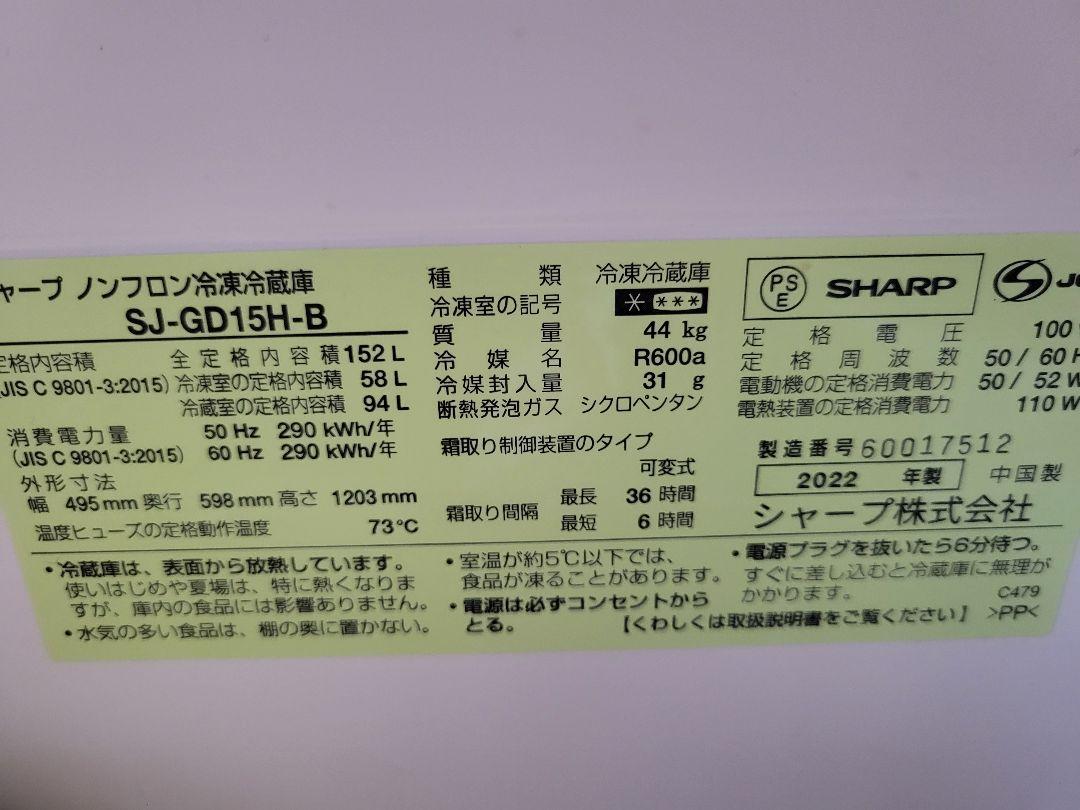 ャープ ノンフロン冷凍冷蔵庫
SJ-GD15H-B
定格内容積 全定格内容積 152 L
(JIS C 9801-3:2015) 冷凍室の定格内容積 58 L
冷蔵室の定格内容積 94 L
消費電力量 50 Hz 290 kWh/年
(JIS C 9801-3:2015) 60 Hz 290 kWh/年
外形寸法
幅 495 mm 奥行 598 mm 高さ 1203 mm
温度ヒューズの定格動作温度 73℃
種類 冷凍冷蔵庫
冷凍室の記号 * ***
質量 44 kg
冷媒名 R600a
冷媒封入量 31 g
断熱発泡ガス シクロペンタン
霜取り制御装置のタイプ
可変式
霜取り間隔 最長 36 時間
最短 6 時間
PS E SHARP
定格電圧 100
定格周波数 50 / 60 H
電動機の定格消費電力 50 / 52 W
電熱装置の定格消費電力 110 W
製造番号 60017512
2022 年製 中国製
シャープ株式会社
・冷蔵庫は、表面から放熱しています。
使いはじめや夏場は、特に熱くなりま
すが、庫内の食品には影響ありません。
・水気の多い食品は、棚の奥に置かない。
・室温が約5℃以下では、
食品が凍ることがあります。
・電源は必ずコンセントから
とる。
・電源プラグを抜いたら6分待つ。
すぐに差し込むと冷蔵庫に無理が
かかります。 C479
【くわしくは取扱説明書をご覧ください】 >PP<